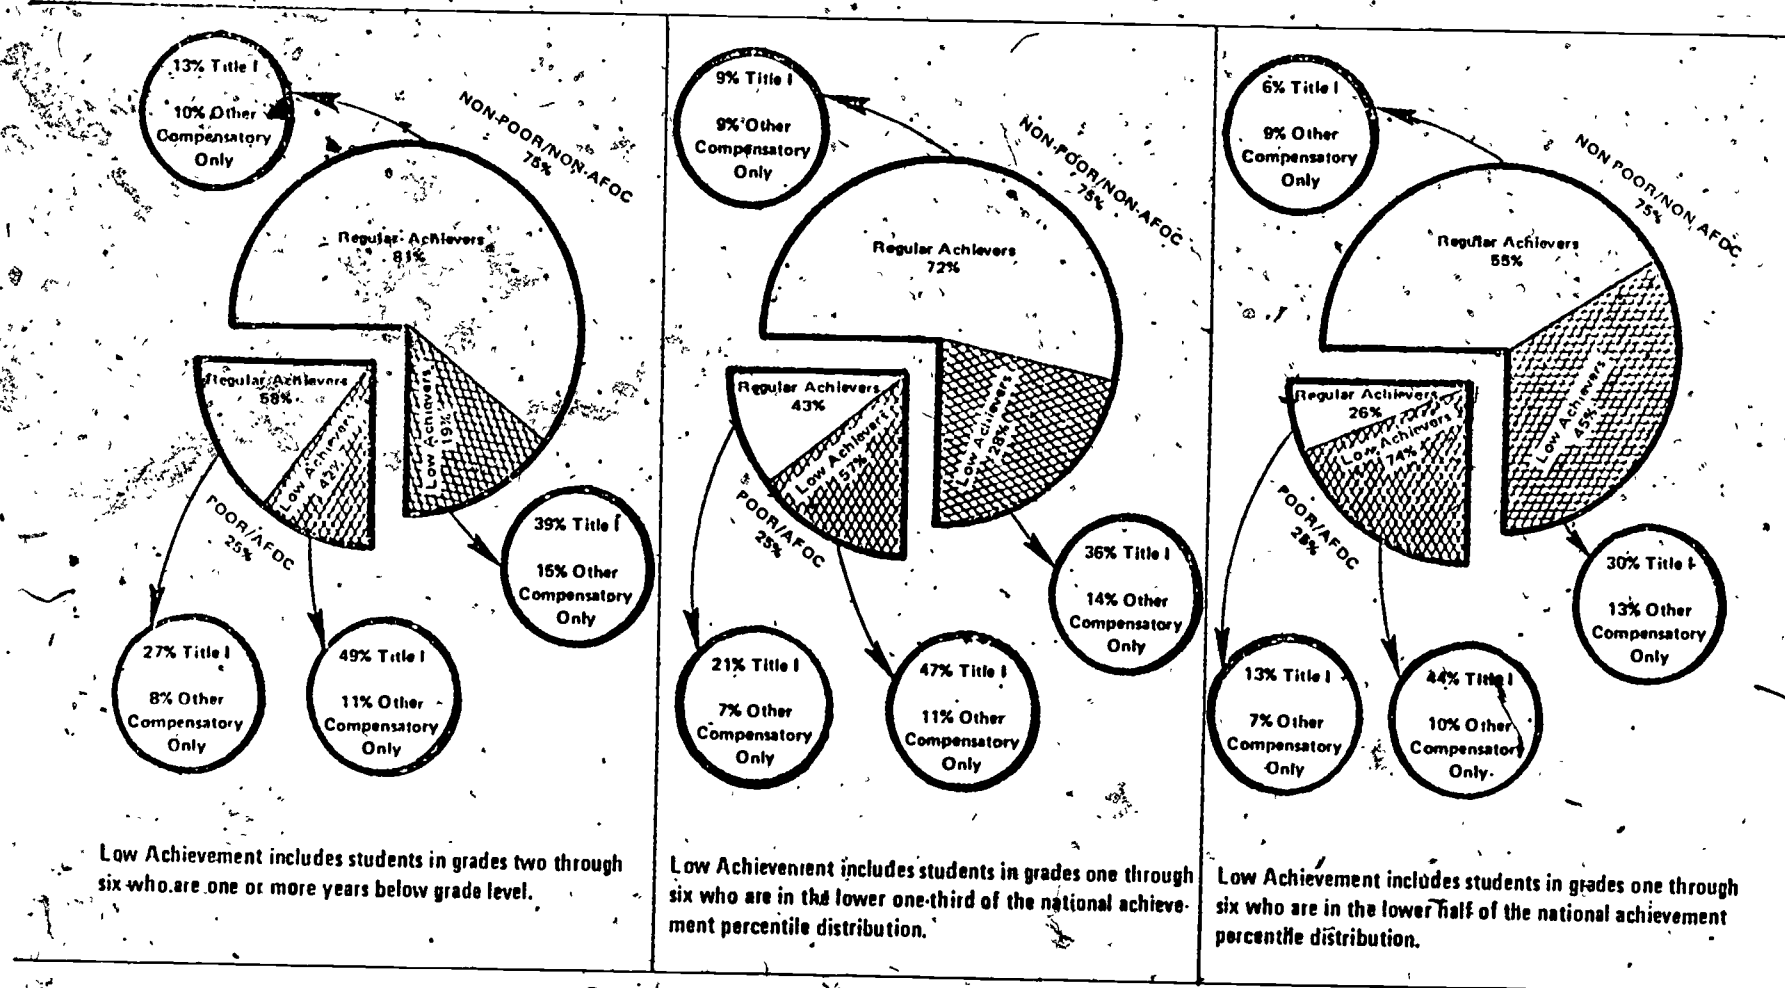 13% Title I
10% Other
Compensatory
Only
NON-POOR/NON-AFDC
75%
Regular Achievers
81%
Low Achievers
19%
Regular Achievers
58%
Low Achievers
42%
POOR/AFDC
25%
39% Title I
15% Other
Compensatory
Only
27% Title I
8% Other
Compensatory
Only
49% Title I
11% Other
Compensatory
Only
Low Achievement includes students in grades two through
six who are one or more years below grade level.
9% Title I
9% Other
Compensatory
Only
NON-POOR/NON-AFDC
75%
Regular Achievers
72%
Low Achievers
28%
Regular Achievers
43%
Low Achievers
57%
POOR/AFDC
25%
36% Title I
14% Other
Compensatory
Only
21% Title I
7% Other
Compensatory
Only
47% Title I
11% Other
Compensatory
Only
Low Achievement includes students in grades one through
six who are in the lower one-third of the national achieve-
ment percentile distribution.
6% Title I
9% Other
Compensatory
Only
NON POOR/NON AFDC
75%
Regular Achievers
55%
Low Achievers
45%
Regular Achievers
26%
Low Achievers
74%
POOR/AFDC
25%
30% Title I
13% Other
Compensatory
Only
13% Title I
7% Other
Compensatory
Only
44% Title I
10% Other
Compensatory
Only
Low Achievement includes students in grades one through
six who are in the lower half of the national achievement
percentile distribution.